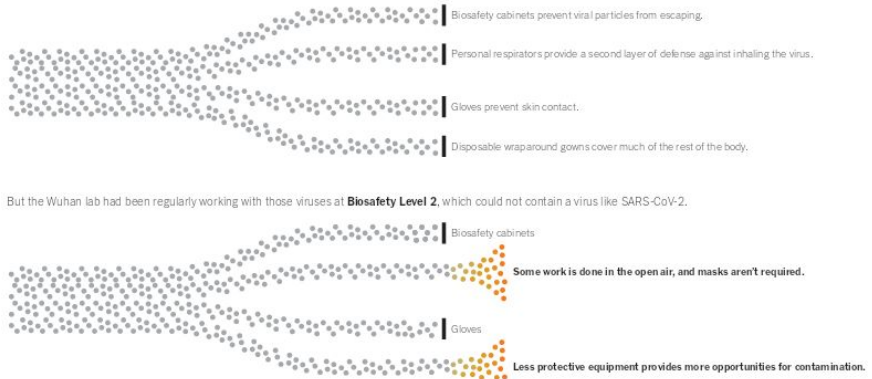 Biosafety cabinets prevent viral particles from escaping.
Personal respirators provide a second layer of defense against inhaling the virus.
Gloves prevent skin contact.
Disposable wraparound gowns cover much of the rest of the body.
But the Wuhan lab had been regularly working with those viruses at Biosafety Level 2, which could not contain a virus like SARS-CoV-2.
Biosafety cabinets
Some work is done in the open air, and masks aren't required.
Gloves
Less protective equipment provides more opportunities for contamination.